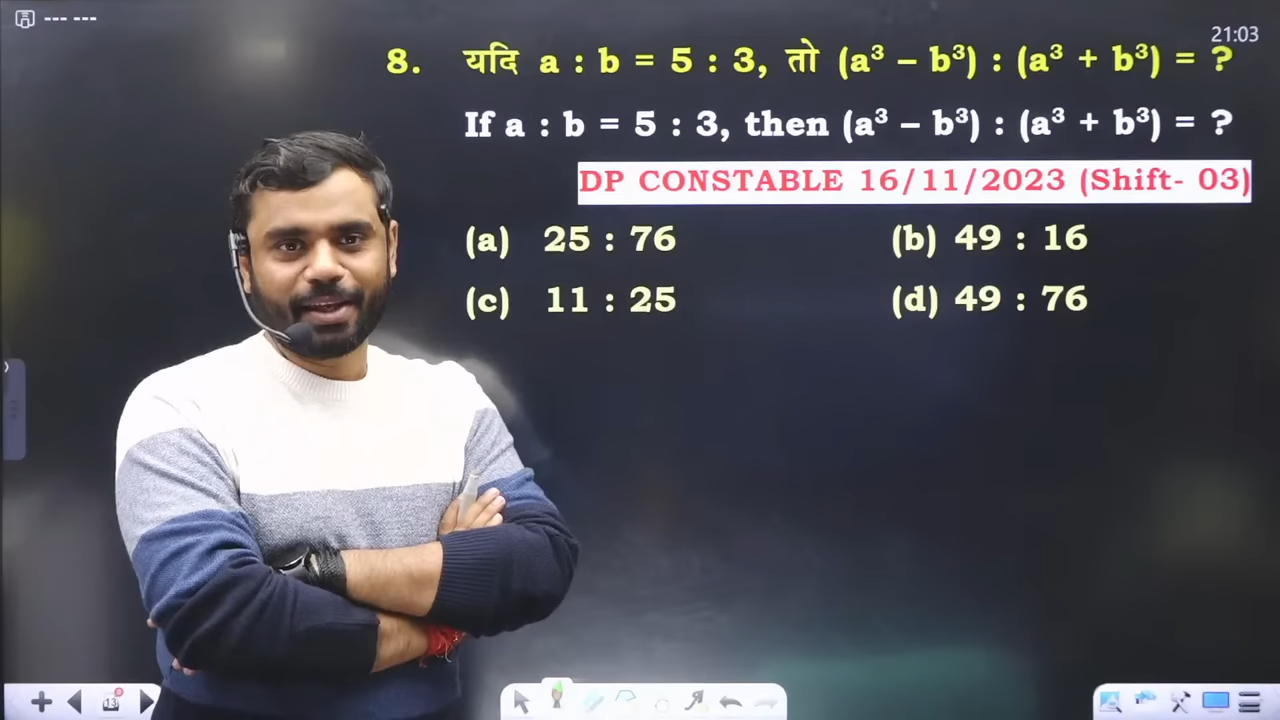 21:03
8. यदि a : b = 5 : 3, तो (a³ – b³) : (a³ + b³) = ?
If a : b = 5 : 3, then (a³ – b³) : (a³ + b³) = ?
DP CONSTABLE 16/11/2023 (Shift- 03)
(a) 25 : 76 (b) 49 : 16
(c) 11 : 25 (d) 49 : 76
13